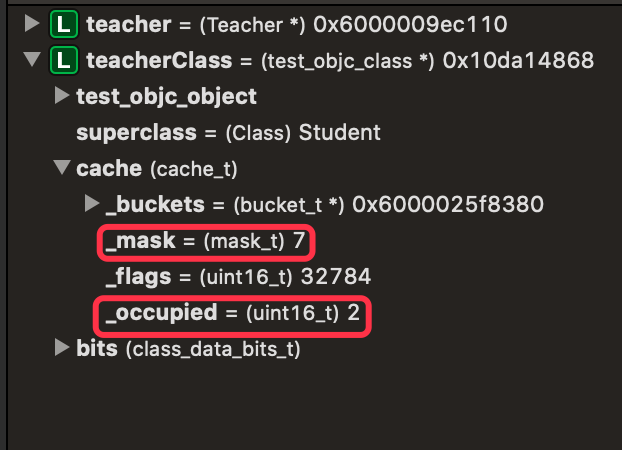 L teacher = (Teacher *) 0x6000009ec110
L teacherClass = (test_objc_class *) 0x10da14868
test_objc_object
superclass = (Class) Student
cache (cache_t)
_buckets = (bucket_t *) 0x6000025f8380
_mask = (mask_t) 7
_flags = (uint16_t) 32784
_occupied = (uint16_t) 2
bits (class_data_bits_t)